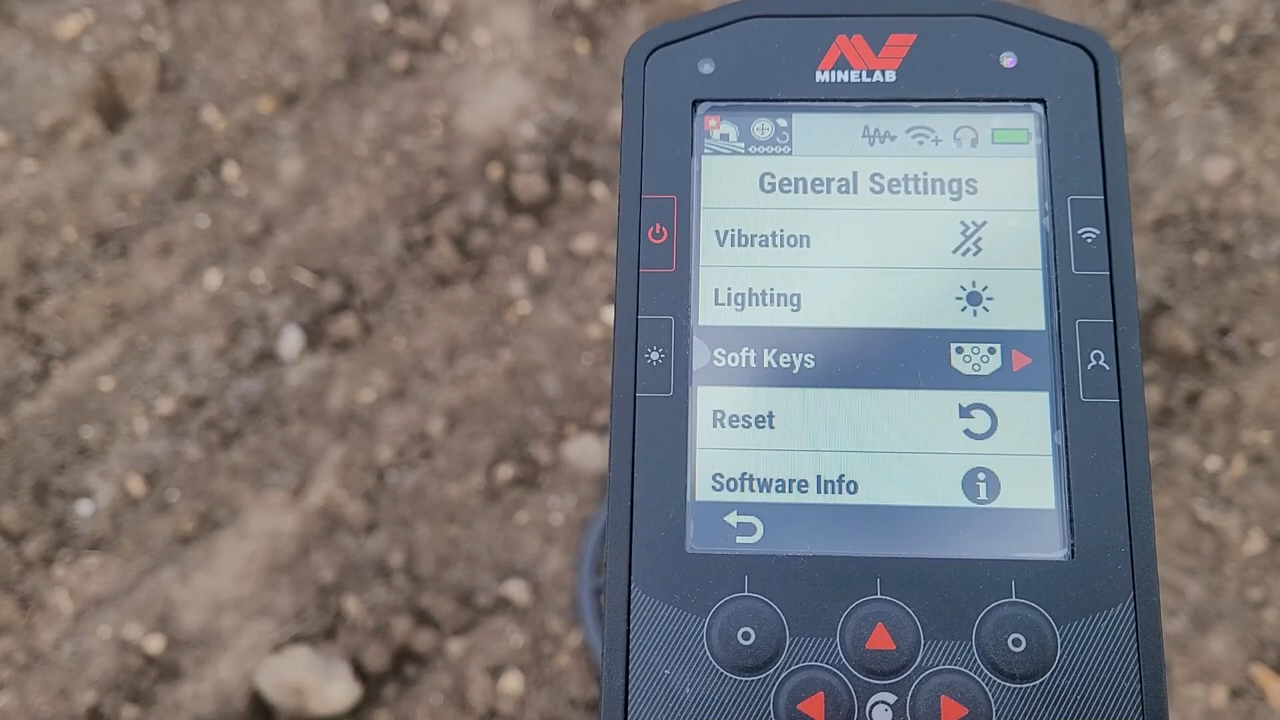 MINELAB
General Settings
Vibration
Lighting
Soft Keys
Reset
Software Info